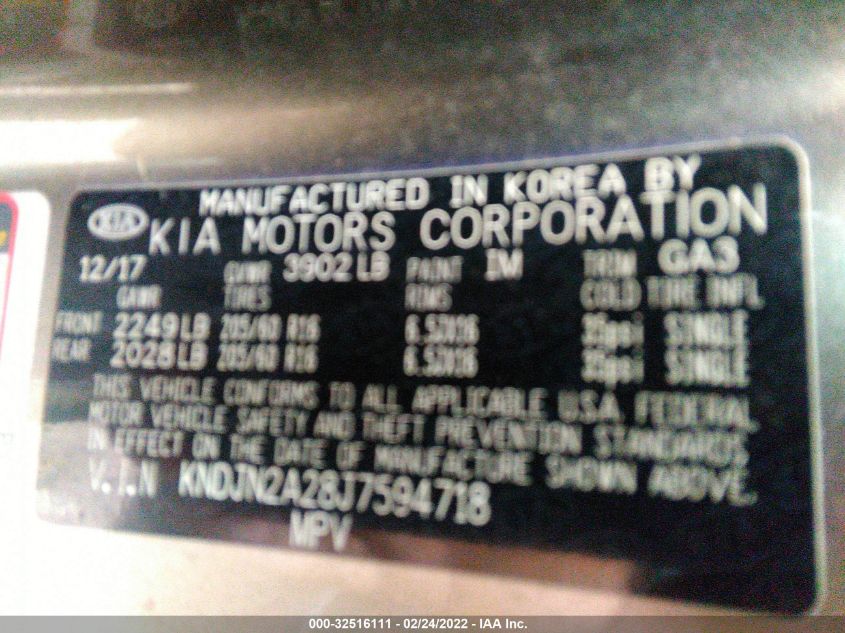 MANUFACTURED IN KOREA BY
KIA KIA MOTORS CORPORATION
12/17 GVWR 3902 LB PAINT IM TRIM GA3
GAWR TIRES RIMS COLD TIRE INFL
FRONT 2249 LB 205/60 R16 6.5JX16 35psi SINGLE
REAR 2028 LB 205/60 R16 6.5JX16 35psi SINGLE
THIS VEHICLE CONFORMS TO ALL APPLICABLE U.S.A. FEDERAL
MOTOR VEHICLE SAFETY AND THEFT PREVENTION STANDARDS
IN EFFECT ON THE DATE OF MANUFACTURE SHOWN ABOVE.
V.I.N KNDJN2A28J7594718
MPV
000-32516111 - 02/24/2022 - IAA Inc.